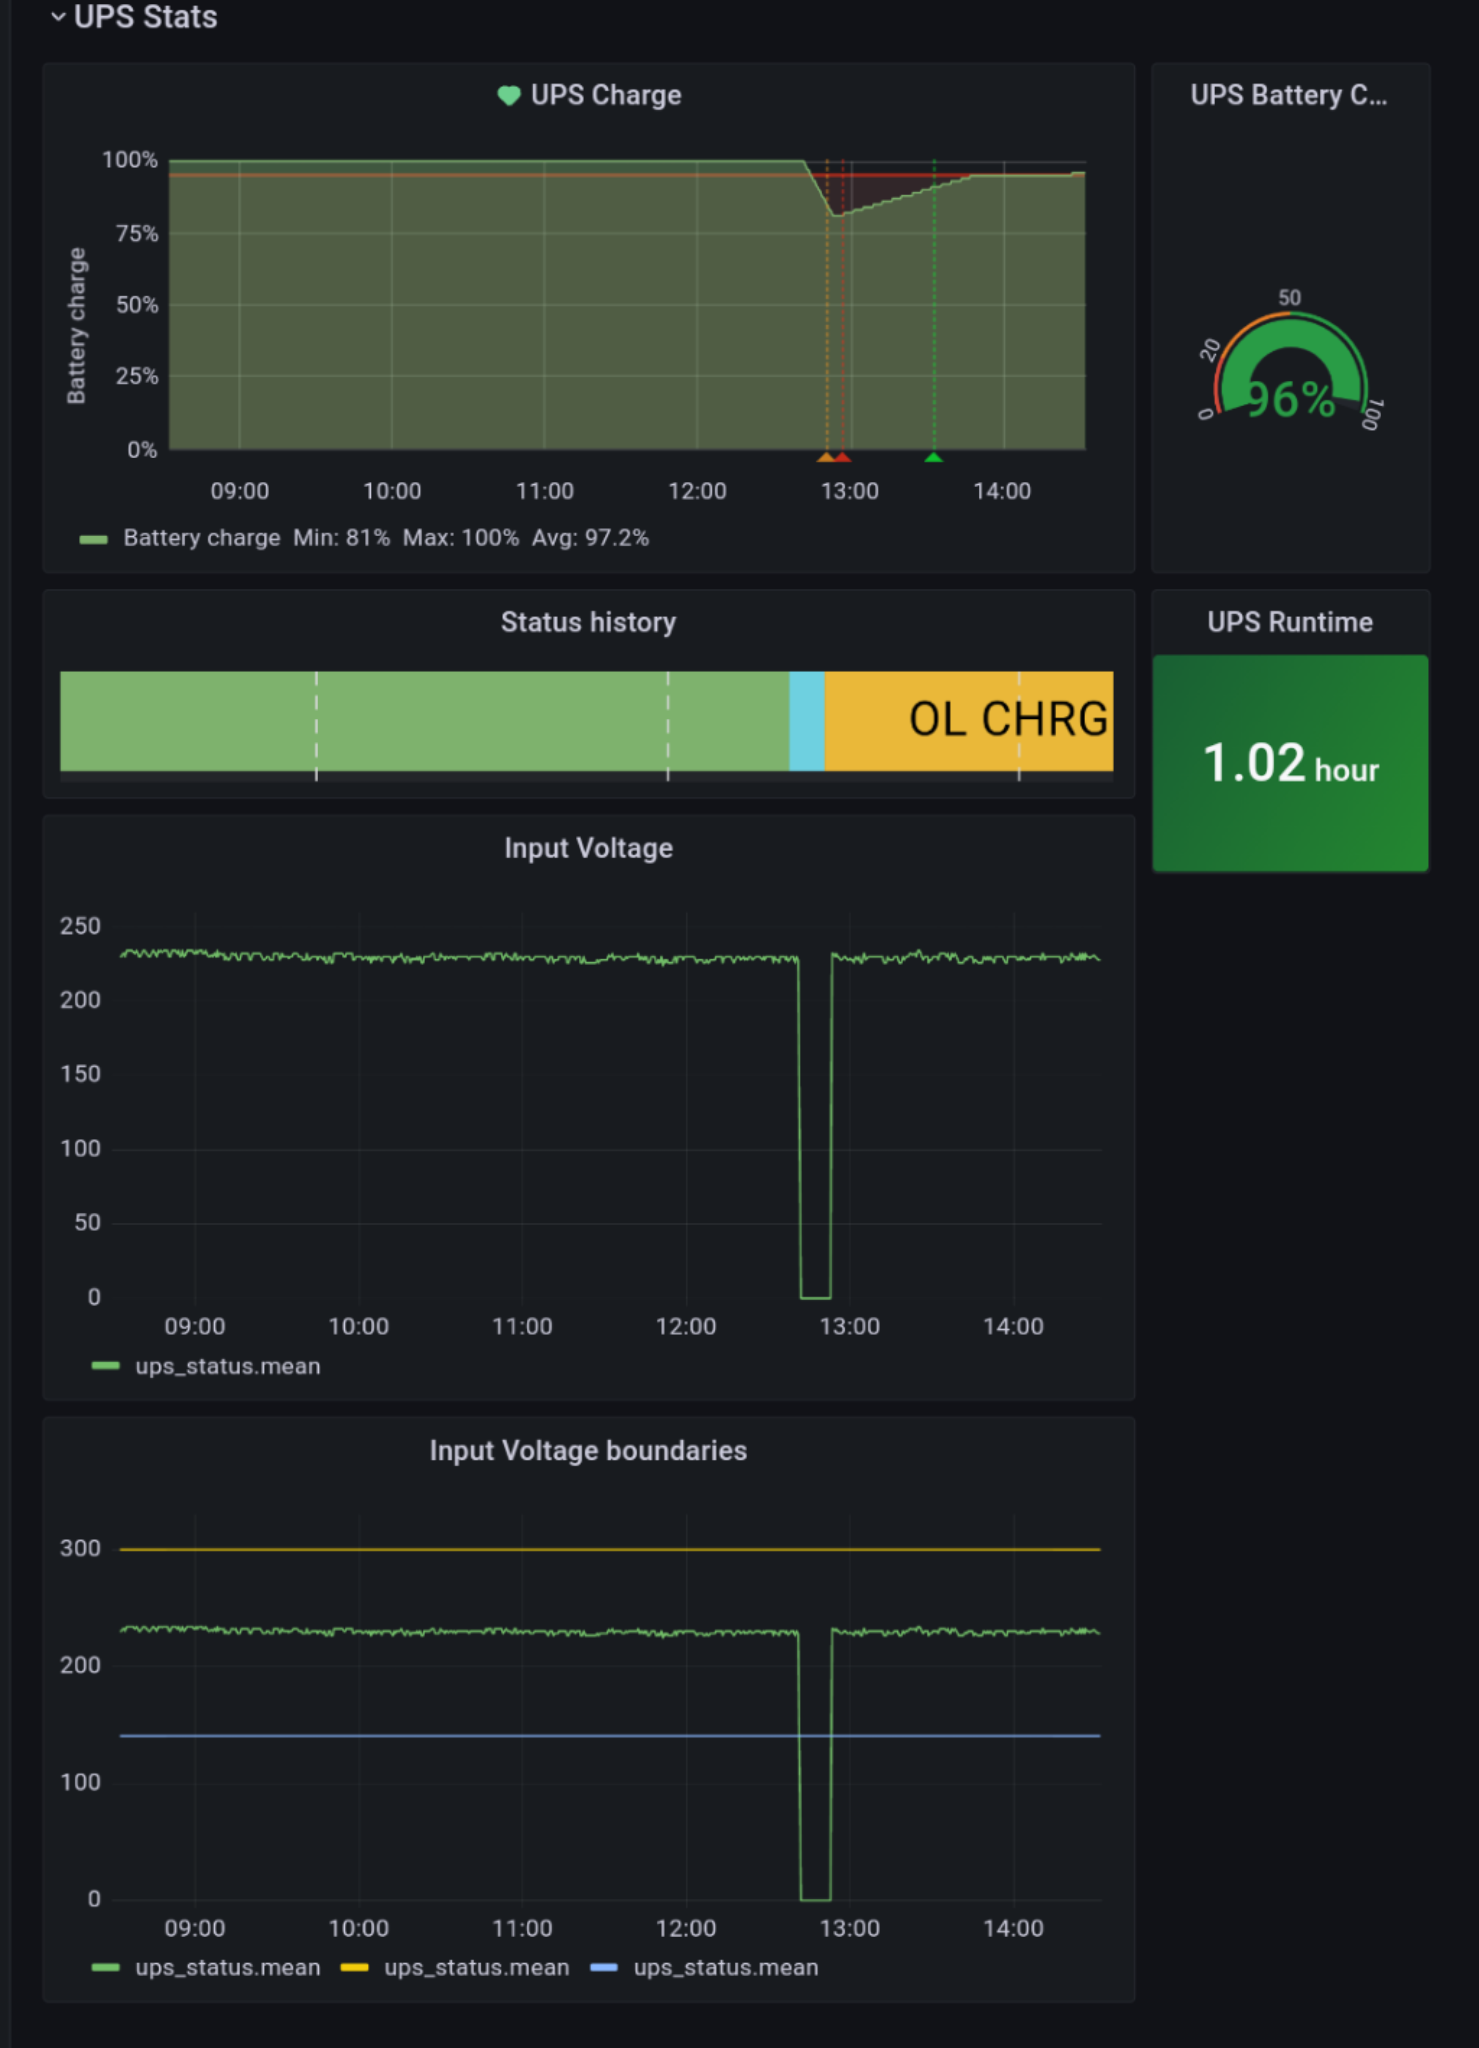 UPS Stats
UPS Charge
100%
75%
50%
25%
0%
Battery charge
09:00 10:00 11:00 12:00 13:00 14:00
Battery charge Min: 81% Max: 100% Avg: 97.2%
UPS Battery C...
0
20
50
100
96%
Status history
OL CHRG
UPS Runtime
1.02 hour
Input Voltage
250
200
150
100
50
0
09:00 10:00 11:00 12:00 13:00 14:00
ups_status.mean
Input Voltage boundaries
300
200
100
0
09:00 10:00 11:00 12:00 13:00 14:00
ups_status.mean ups_status.mean ups_status.mean